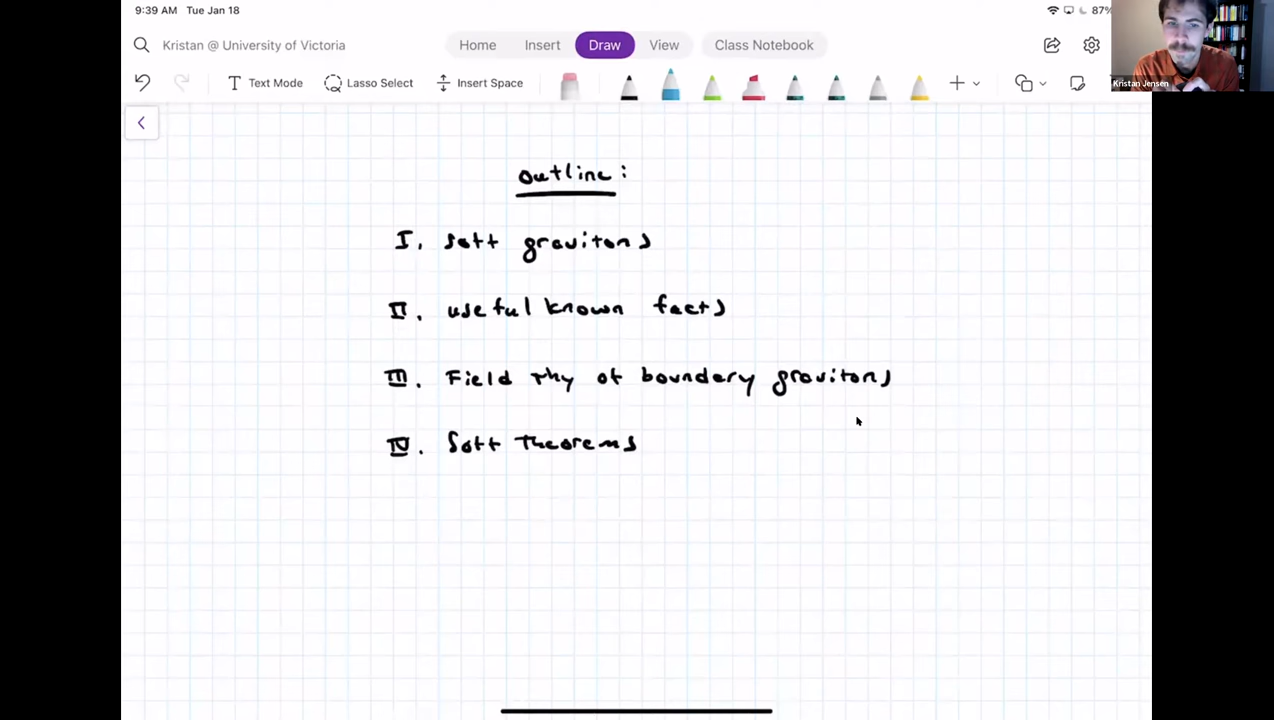 9:39 AM Tue Jan 18
87%
Kristan @ University of Victoria
Home Insert Draw View Class Notebook
Text Mode Lasso Select Insert Space
Kristan Jensen
Outline:
I. Soft gravitons
II. useful known facts
III. Field thy of boundary gravitons
IV. Soft Theorems